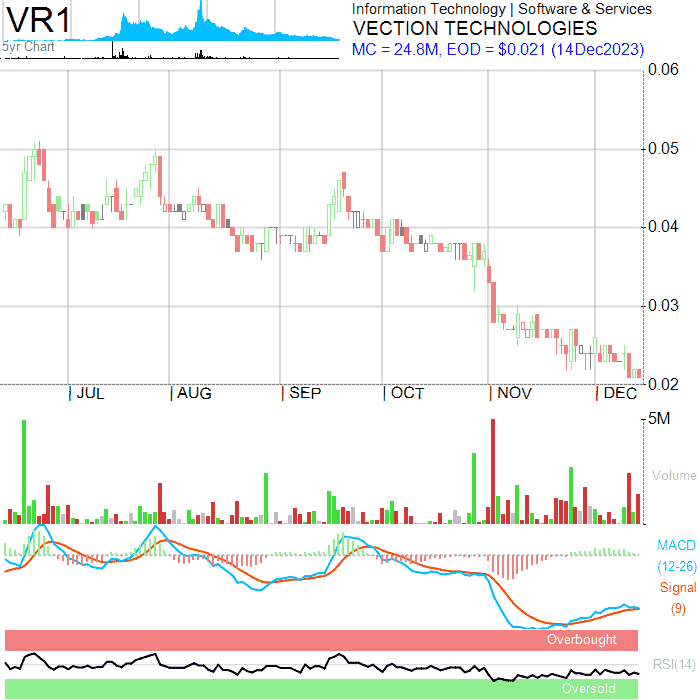 VR1
5yr Chart
Information Technology | Software & Services
VECTION TECHNOLOGIES
MC = 24.8M, EOD = $0.021 (14Dec2023)
0.06
0.05
0.04
0.03
0.02
| JUL | AUG | SEP | OCT | NOV | DEC
5M
Volume
MACD
(12-26)
Signal
(9)
Overbought
RSI(14)
Oversold